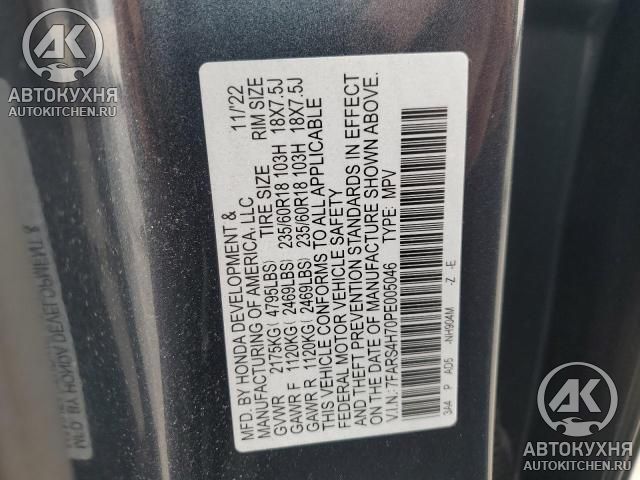 АВТОКУХНЯ
AUTOKITCHEN.RU
MFD. BY HONDA DEVELOPMENT & 11/22
MANUFACTURING OF AMERICA, LLC
TIRE SIZE RIM SIZE
GVWR 2175KG( 4795LBS)
GAWR F 1120KG( 2469LBS) 235/60R18 103H 18X7.5J
GAWR R 1120KG( 2469LBS) 235/60R18 103H 18X7.5J
THIS VEHICLE CONFORMS TO ALL APPLICABLE
FEDERAL MOTOR VEHICLE SAFETY
AND THEFT PREVENTION STANDARDS IN EFFECT
ON THE DATE OF MANUFACTURE SHOWN ABOVE.
V.I.N.:7FARS4H70PE005046 TYPE: MPV
3A4 P AD5 -NH904M -Z -E
АВТОКУХНЯ
AUTOKITCHEN.RU